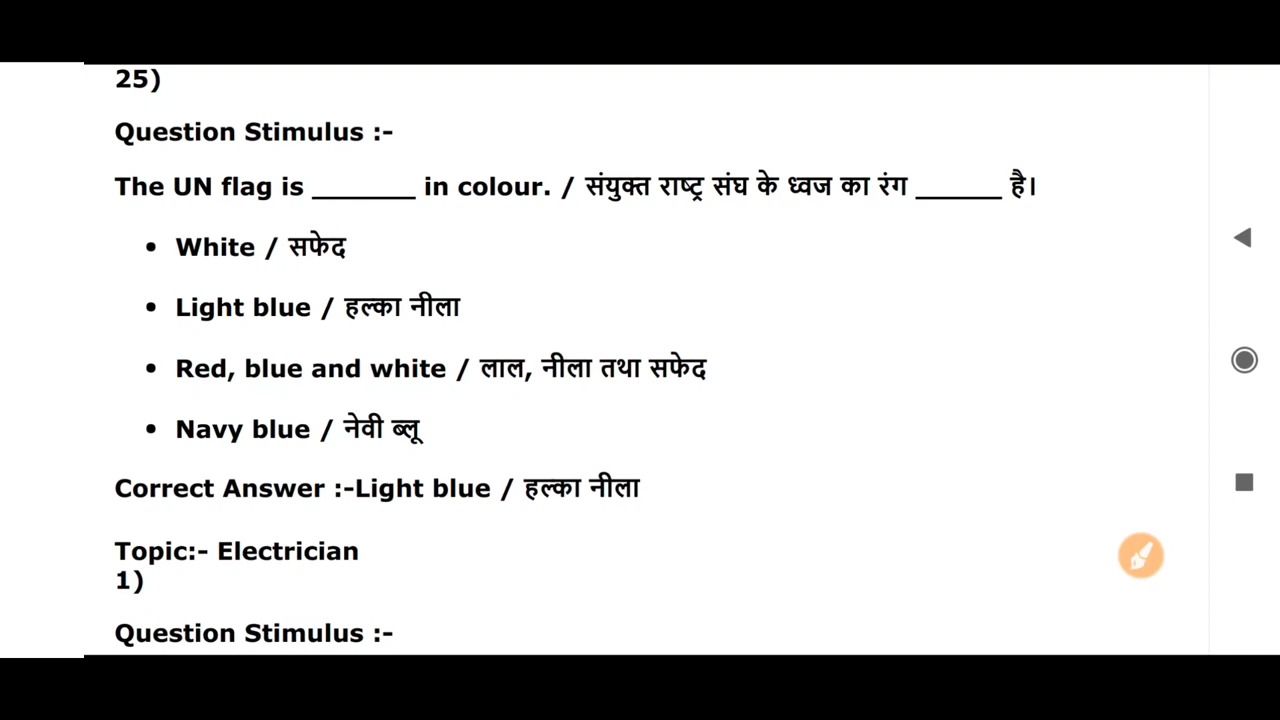 25)
Question Stimulus :-
The UN flag is _______ in colour. / संयुक्त राष्ट्र संघ के ध्वज का रंग ______ है।
• White / सफेद
• Light blue / हल्का नीला
• Red, blue and white / लाल, नीला तथा सफेद
• Navy blue / नेवी ब्लू
Correct Answer :-Light blue / हल्का नीला
Topic:- Electrician
1)
Question Stimulus :-